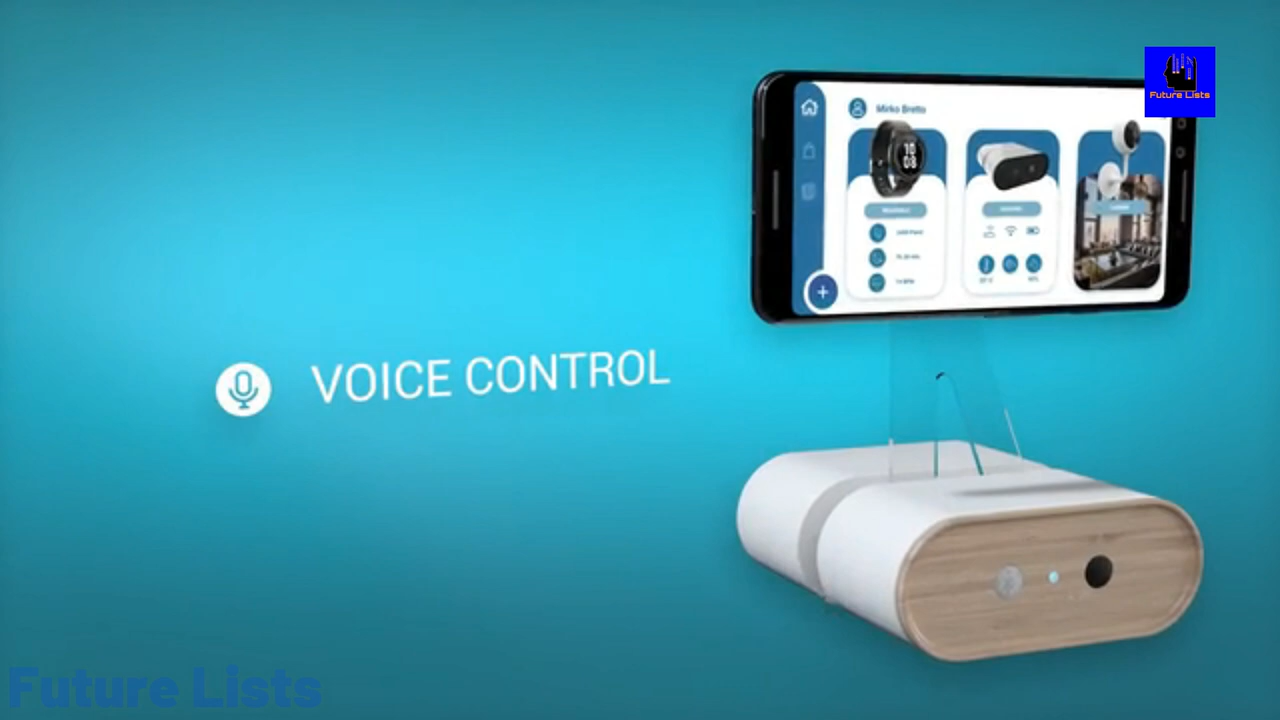 Future Lists
Mirko Bretto
10
08
VOICE CONTROL
Future Lists